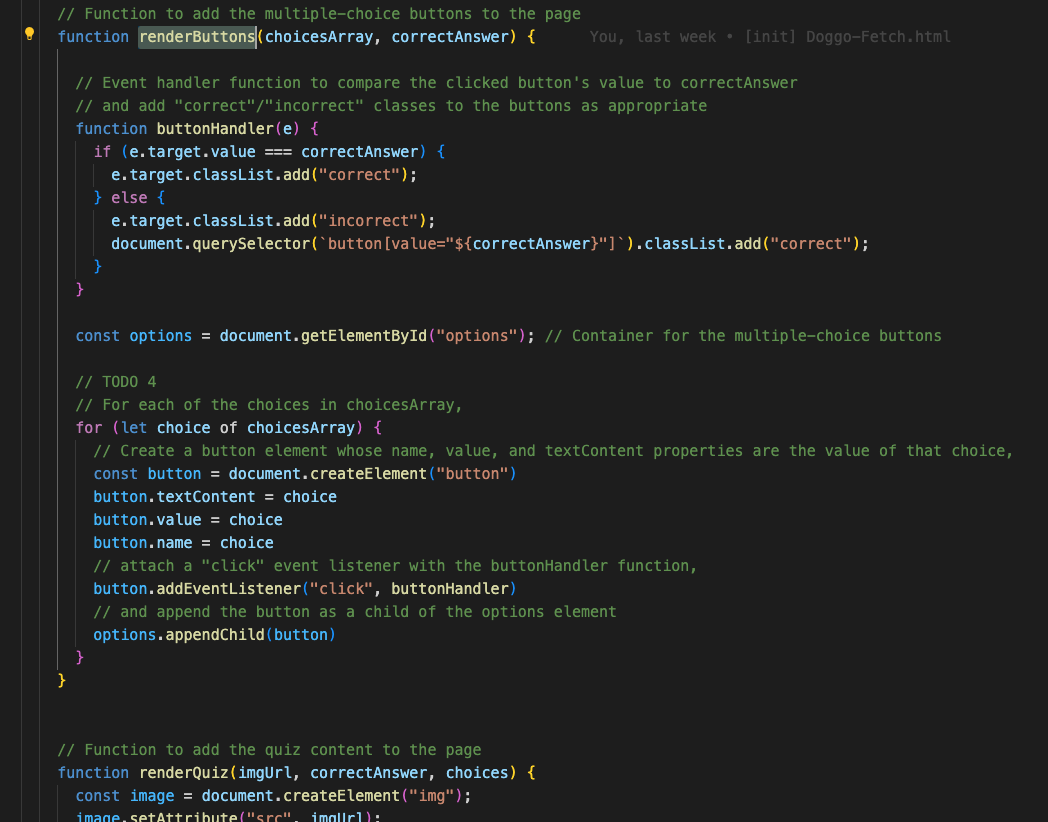 // Function to add the multiple-choice buttons to the page
function renderButtons(choicesArray, correctAnswer) {      You, last week • [init] Doggo-Fetch.html
// Event handler function to compare the clicked button's value to correctAnswer
// and add "correct"/"incorrect" classes to the buttons as appropriate
function buttonHandler(e) {
if (e.target.value === correctAnswer) {
e.target.classList.add("correct");
} else {
e.target.classList.add("incorrect");
document.querySelector(`button[value="${correctAnswer}"]`).classList.add("correct");
}
}
const options = document.getElementById("options"); // Container for the multiple-choice buttons
// TODO 4
// For each of the choices in choicesArray,
for (let choice of choicesArray) {
// Create a button element whose name, value, and textContent properties are the value of that choice,
const button = document.createElement("button")
button.textContent = choice
button.value = choice
button.name = choice
// attach a "click" event listener with the buttonHandler function,
button.addEventListener("click", buttonHandler)
// and append the button as a child of the options element
options.appendChild(button)
}
}
// Function to add the quiz content to the page
function renderQuiz(imgUrl, correctAnswer, choices) {
const image = document.createElement("img");
image.setAttribute("src", imgUrl);